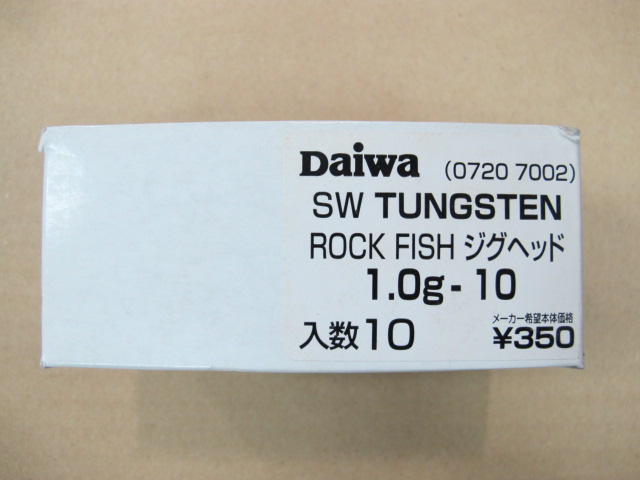 Daiwa (0720 7002)
SW TUNGSTEN
ROCK FISH ジグヘッド
1.0g - 10
メーカー希望本体価格
入数10 ¥350